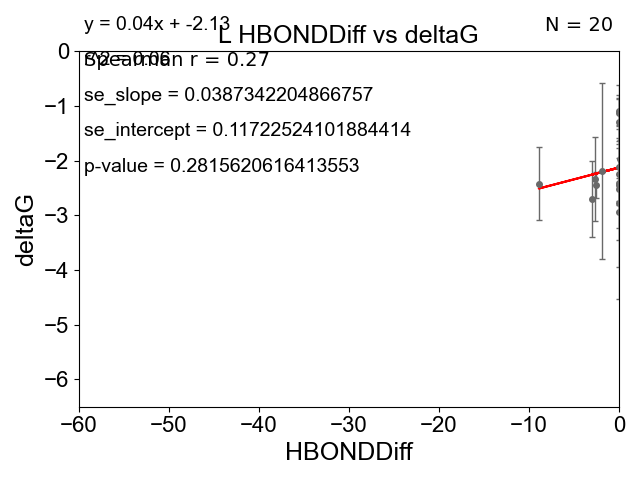 y = 0.04x + -2.13
N = 20
L HBONDDiff vs deltaG
Spearman r = 0.27
se_slope = 0.0387342204866757
se_intercept = 0.11722524101884414
p-value = 0.2815620616413553
deltaG
0
−1
−2
−3
−4
−5
−6
−60 −50 −40 −30 −20 −10 0
HBONDDiff